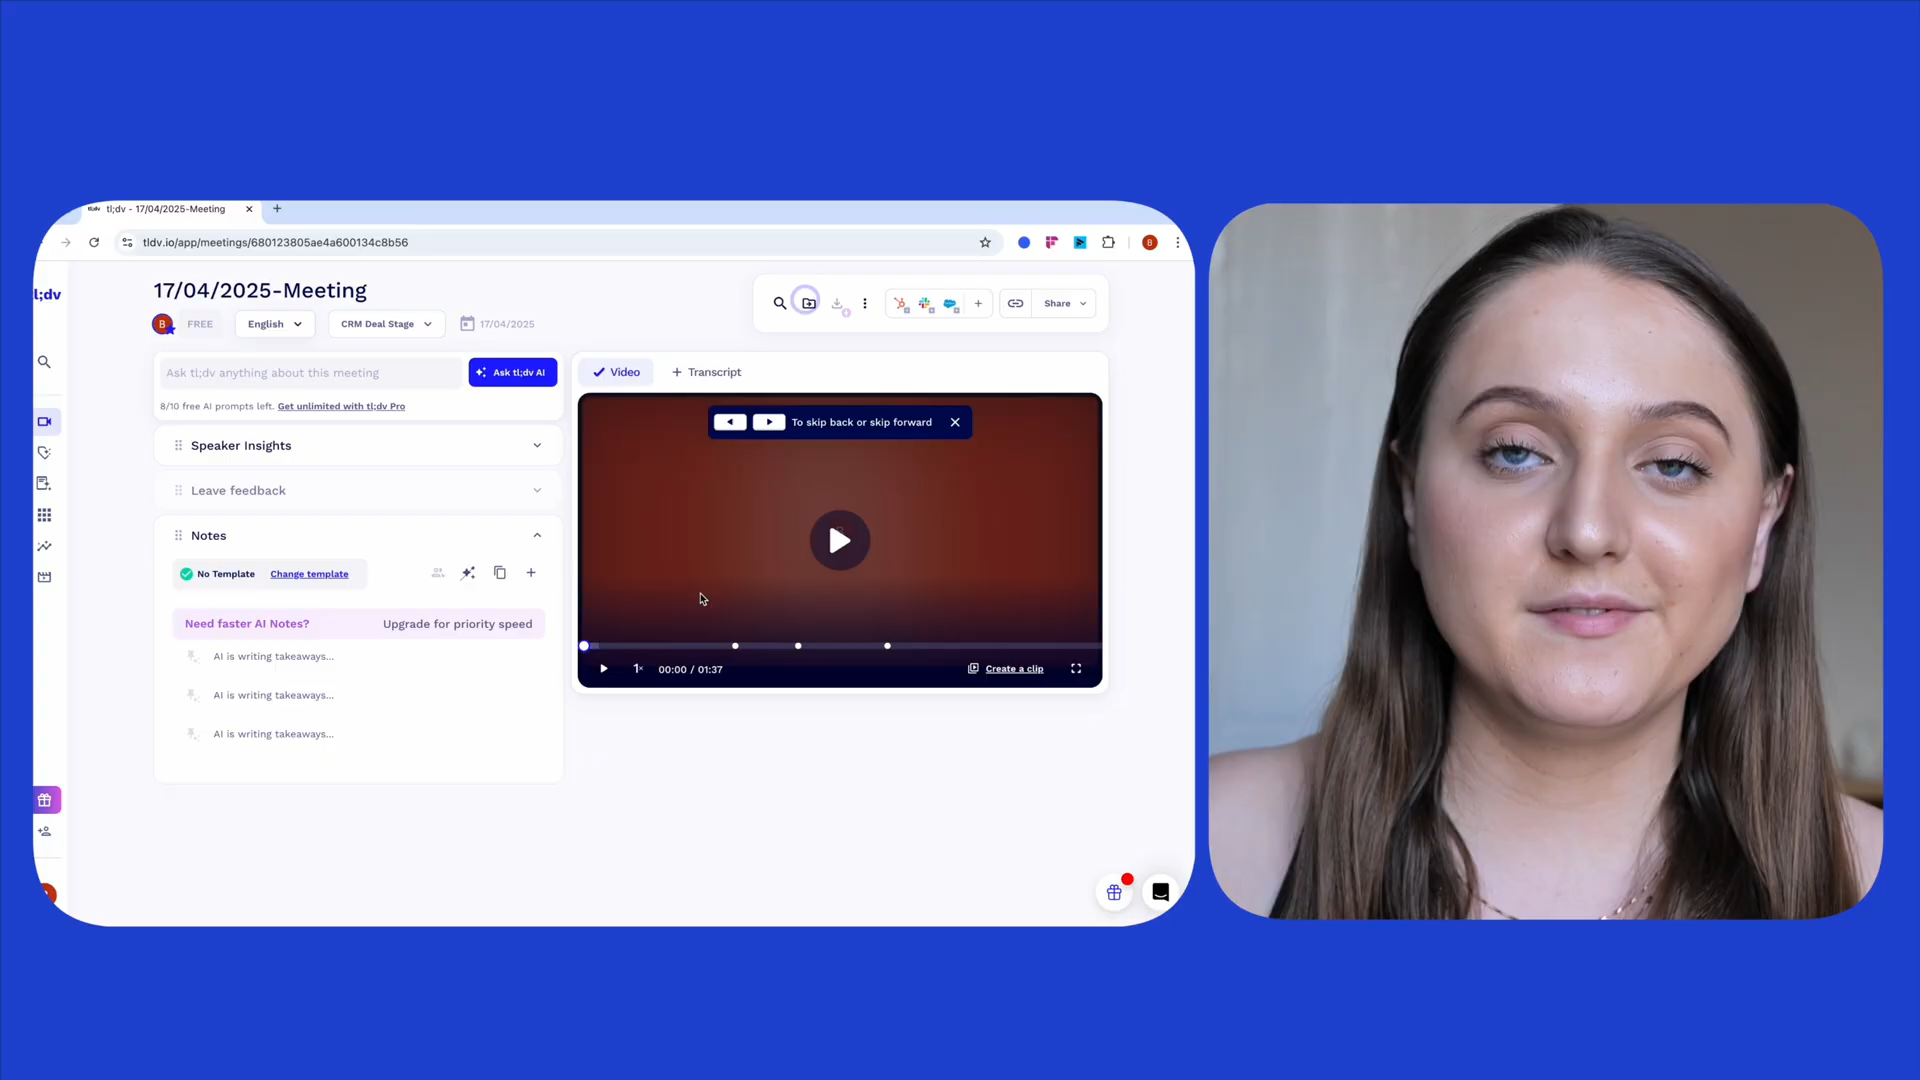 tl;dv - 17/04/2025-Meeting
tldv.io/app/meetings/680123805ae4a600134c8b56
B
l;dv
17/04/2025-Meeting
B FREE English CRM Deal Stage 17/04/2025
Share
Ask tl;dv anything about this meeting
Ask tl;dv AI
8/10 free AI prompts left. Get unlimited with tl;dv Pro
Speaker Insights
Leave feedback
Notes
No Template Change template
Need faster AI Notes? Upgrade for priority speed
AI is writing takeaways...
AI is writing takeaways...
AI is writing takeaways...
Video Transcript
To skip back or skip forward
1x 00:00 / 01:37 Create a clip